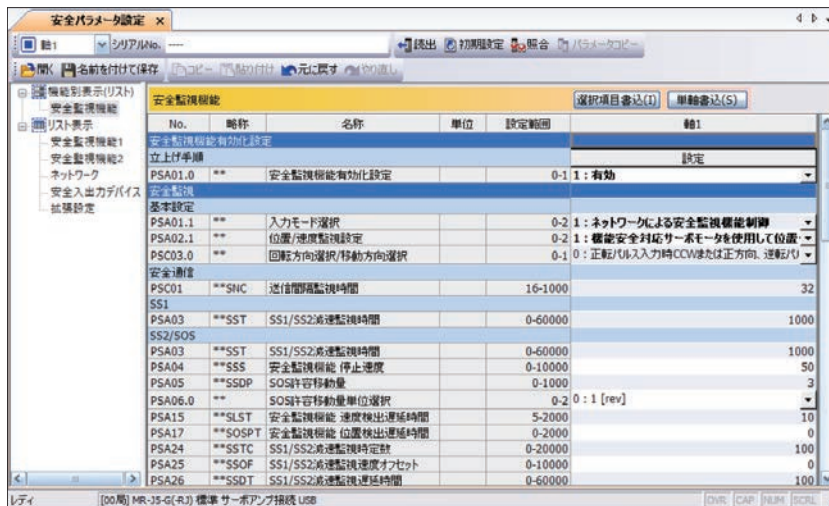 安全パラメータ設定 ×
軸1 シリアルNo. ---- 読出 初期設定 照合 パラメータコピー
開く 名前を付けて保存 コピー 貼り付け 元に戻す やり直し
機能別表示(リスト)
安全監視機能
リスト表示
安全監視機能1
安全監視機能2
ネットワーク
安全入出力デバイス
拡張設定
安全監視機能 選択項目書込(I) 単軸書込(S)
No. 略称 名称 単位 設定範囲 軸1
安全監視機能有効化設定
立上げ手順 設定
PSA01.0 ** 安全監視機能有効化設定 0-1 1:有効
安全監視
基本設定
PSA01.1 ** 入力モード選択 0-2 1:ネットワークによる安全監視機能制御
PSA02.1 ** 位置/速度監視設定 0-2 1:機能安全対応サーボモータを使用して位置・
PSC03.0 ** 回転方向選択/移動方向選択 0-1 0:正転パルス入力時CCWまたは正方向、逆転パル
安全通信
PSC01 **SNC 送信間隔監視時間 16-1000 32
SS1
PSA03 **SST SS1/SS2減速監視時間 0-60000 1000
SS2/SOS
PSA03 **SST SS1/SS2減速監視時間 0-60000 1000
PSA04 **SSS 安全監視機能 停止速度 0-10000 50
PSA05 **SSDP SOS許容移動量 0-1000 3
PSA06.0 ** SOS許容移動量単位選択 0-2 0:1 [rev]
PSA15 **SLST 安全監視機能 速度検出遅延時間 5-2000 10
PSA17 **SOSPT 安全監視機能 位置検出遅延時間 0-2000 0
PSA24 **SSTC SS1/SS2減速監視時定数 0-20000 100
PSA25 **SSOF SS1/SS2減速監視速度オフセット 0-10000 0
PSA26 **SSDT SS1/SS2減速監視遅延時間 0-60000 100
レディ [00局] MR-J5-G(-RJ) 標準 サーボアンプ接続 USB OVR CAP NUM SCRL